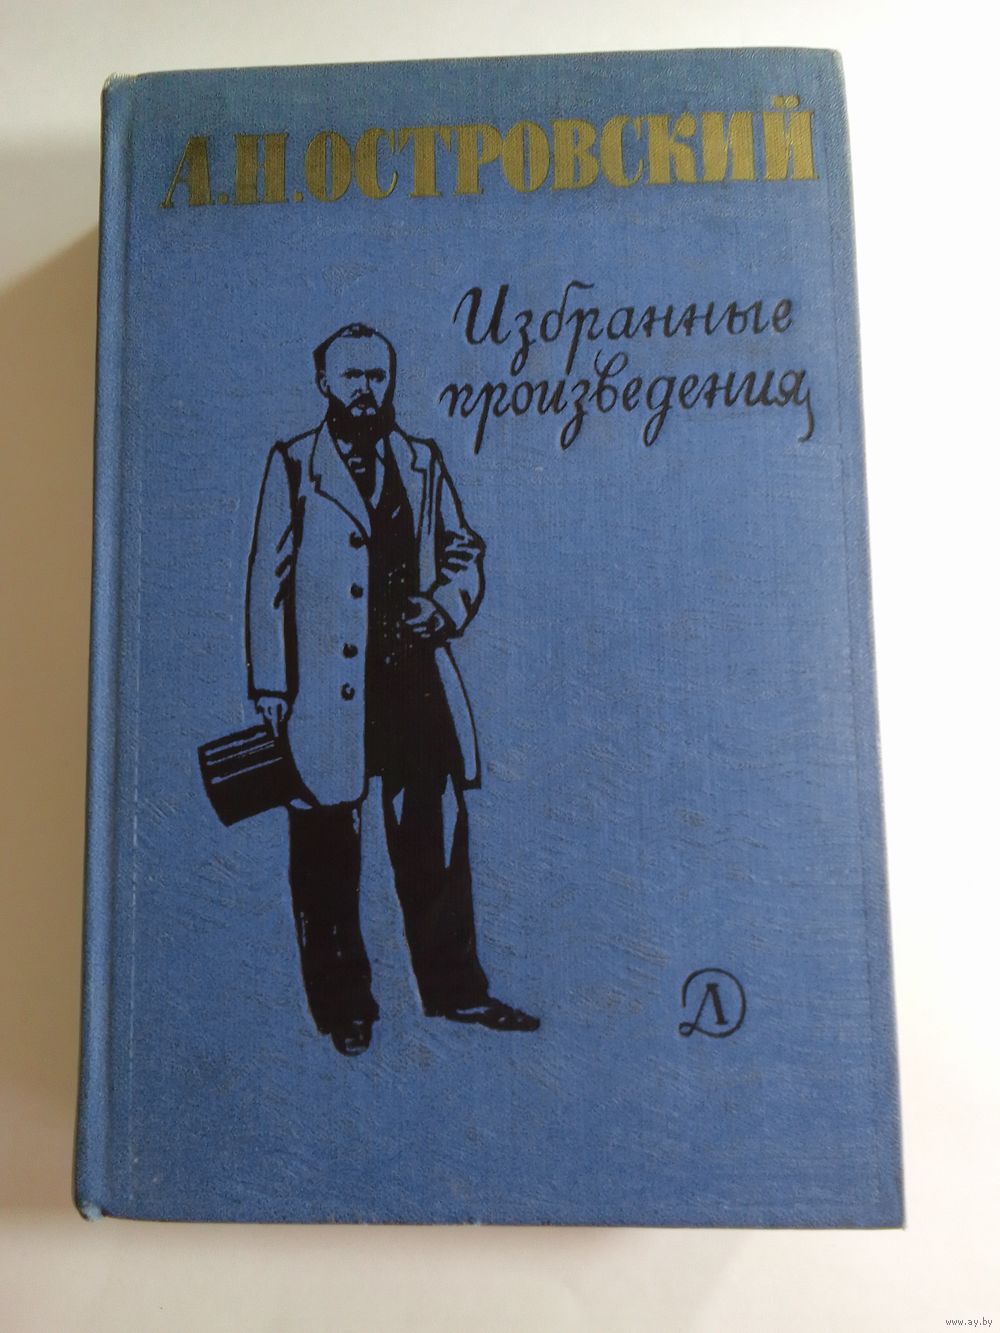 А.Н.ОСТРОВСКИЙ
Избранные
произведения
Д Л
www.ay.by